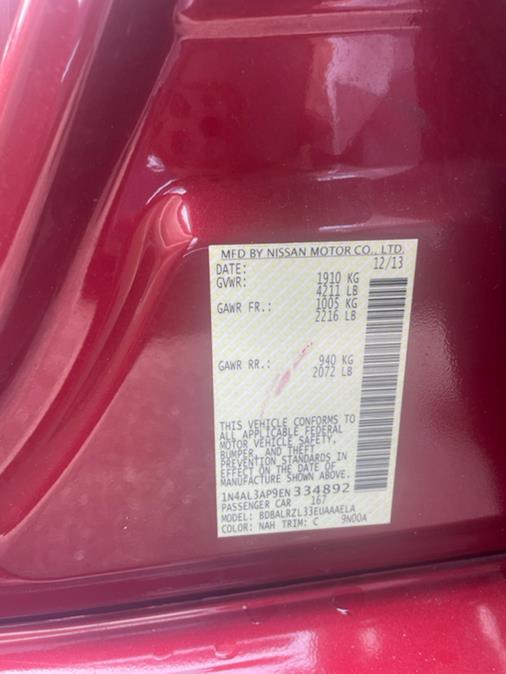 MFD BY NISSAN MOTOR CO., LTD.
DATE: 12/13
GVWR: 1910 KG
4211 LB
GAWR FR.: 1005 KG
2216 LB
GAWR RR.: 940 KG
2072 LB
THIS VEHICLE CONFORMS TO
ALL APPLICABLE FEDERAL
MOTOR VEHICLE SAFETY,
BUMPER, AND THEFT
PREVENTION STANDARDS IN
EFFECT ON THE DATE OF
MANUFACTURE SHOWN ABOVE.
1N4AL3AP9EN 334892
PASSENGER CAR 167
MODEL: BDBALRZL33EUAAAELA
COLOR: NAH TRIM: C 9N00A